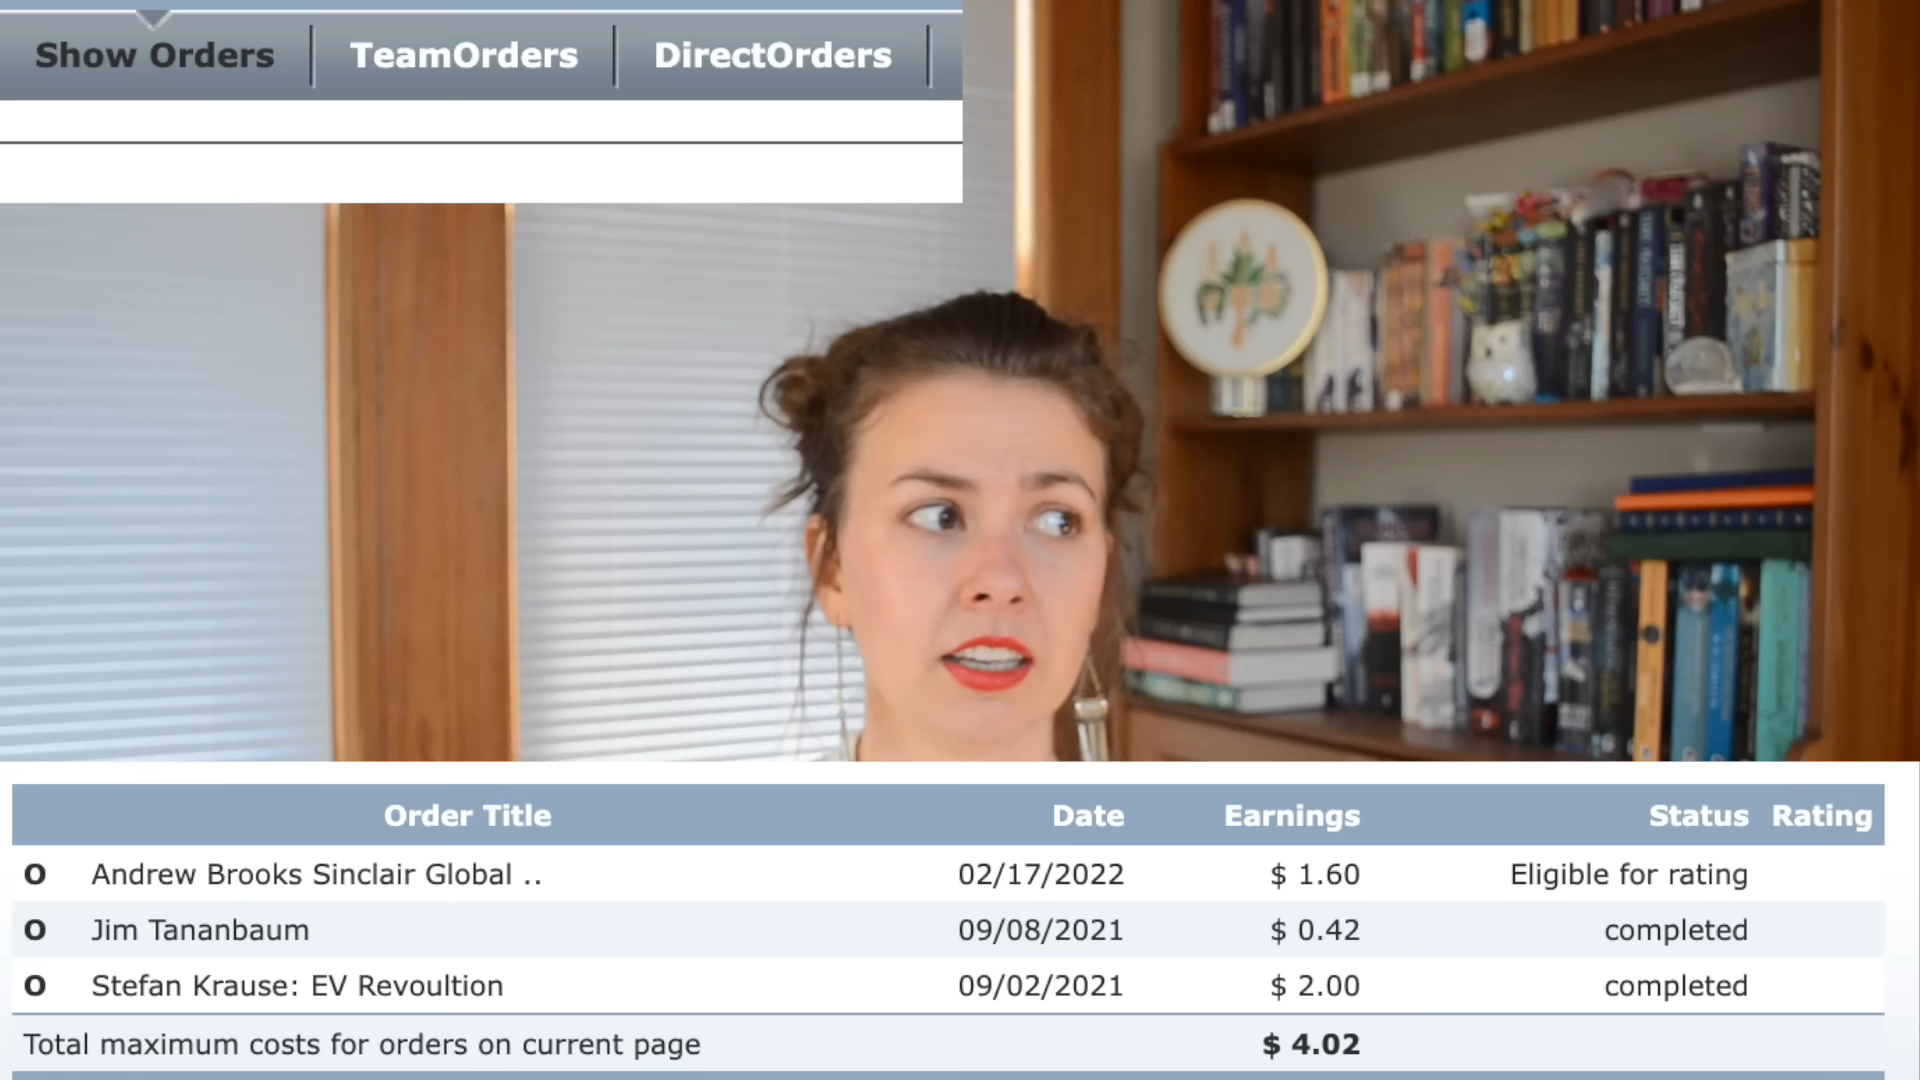 Show Orders TeamOrders DirectOrders
Order Title Date Earnings Status Rating
O Andrew Brooks Sinclair Global .. 02/17/2022 $ 1.60 Eligible for rating
O Jim Tananbaum 09/08/2021 $ 0.42 completed
O Stefan Krause: EV Revoultion 09/02/2021 $ 2.00 completed
Total maximum costs for orders on current page $ 4.02